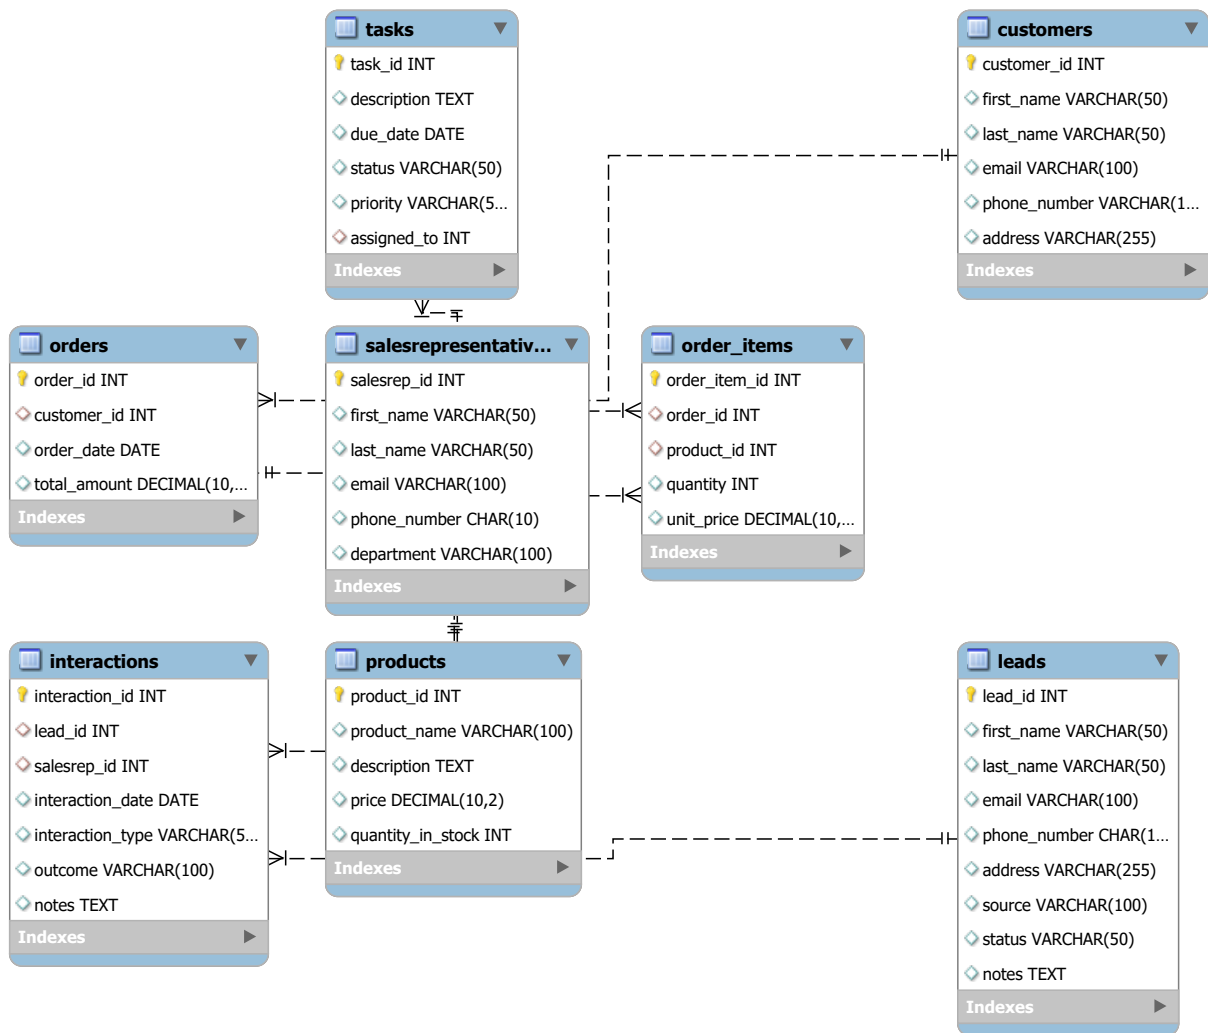 tasks
task_id INT
description TEXT
due_date DATE
status VARCHAR(50)
priority VARCHAR(5...
assigned_to INT
Indexes
customers
customer_id INT
first_name VARCHAR(50)
last_name VARCHAR(50)
email VARCHAR(100)
phone_number VARCHAR(1...
address VARCHAR(255)
Indexes
orders
order_id INT
customer_id INT
order_date DATE
total_amount DECIMAL(10,...
Indexes
salesrepresentativ...
salesrep_id INT
first_name VARCHAR(50)
last_name VARCHAR(50)
email VARCHAR(100)
phone_number CHAR(10)
department VARCHAR(100)
Indexes
order_items
order_item_id INT
order_id INT
product_id INT
quantity INT
unit_price DECIMAL(10,...
Indexes
interactions
interaction_id INT
lead_id INT
salesrep_id INT
interaction_date DATE
interaction_type VARCHAR(5...
outcome VARCHAR(100)
notes TEXT
Indexes
products
product_id INT
product_name VARCHAR(100)
description TEXT
price DECIMAL(10,2)
quantity_in_stock INT
Indexes
leads
lead_id INT
first_name VARCHAR(50)
last_name VARCHAR(50)
email VARCHAR(100)
phone_number CHAR(1...
address VARCHAR(255)
source VARCHAR(100)
status VARCHAR(50)
notes TEXT
Indexes